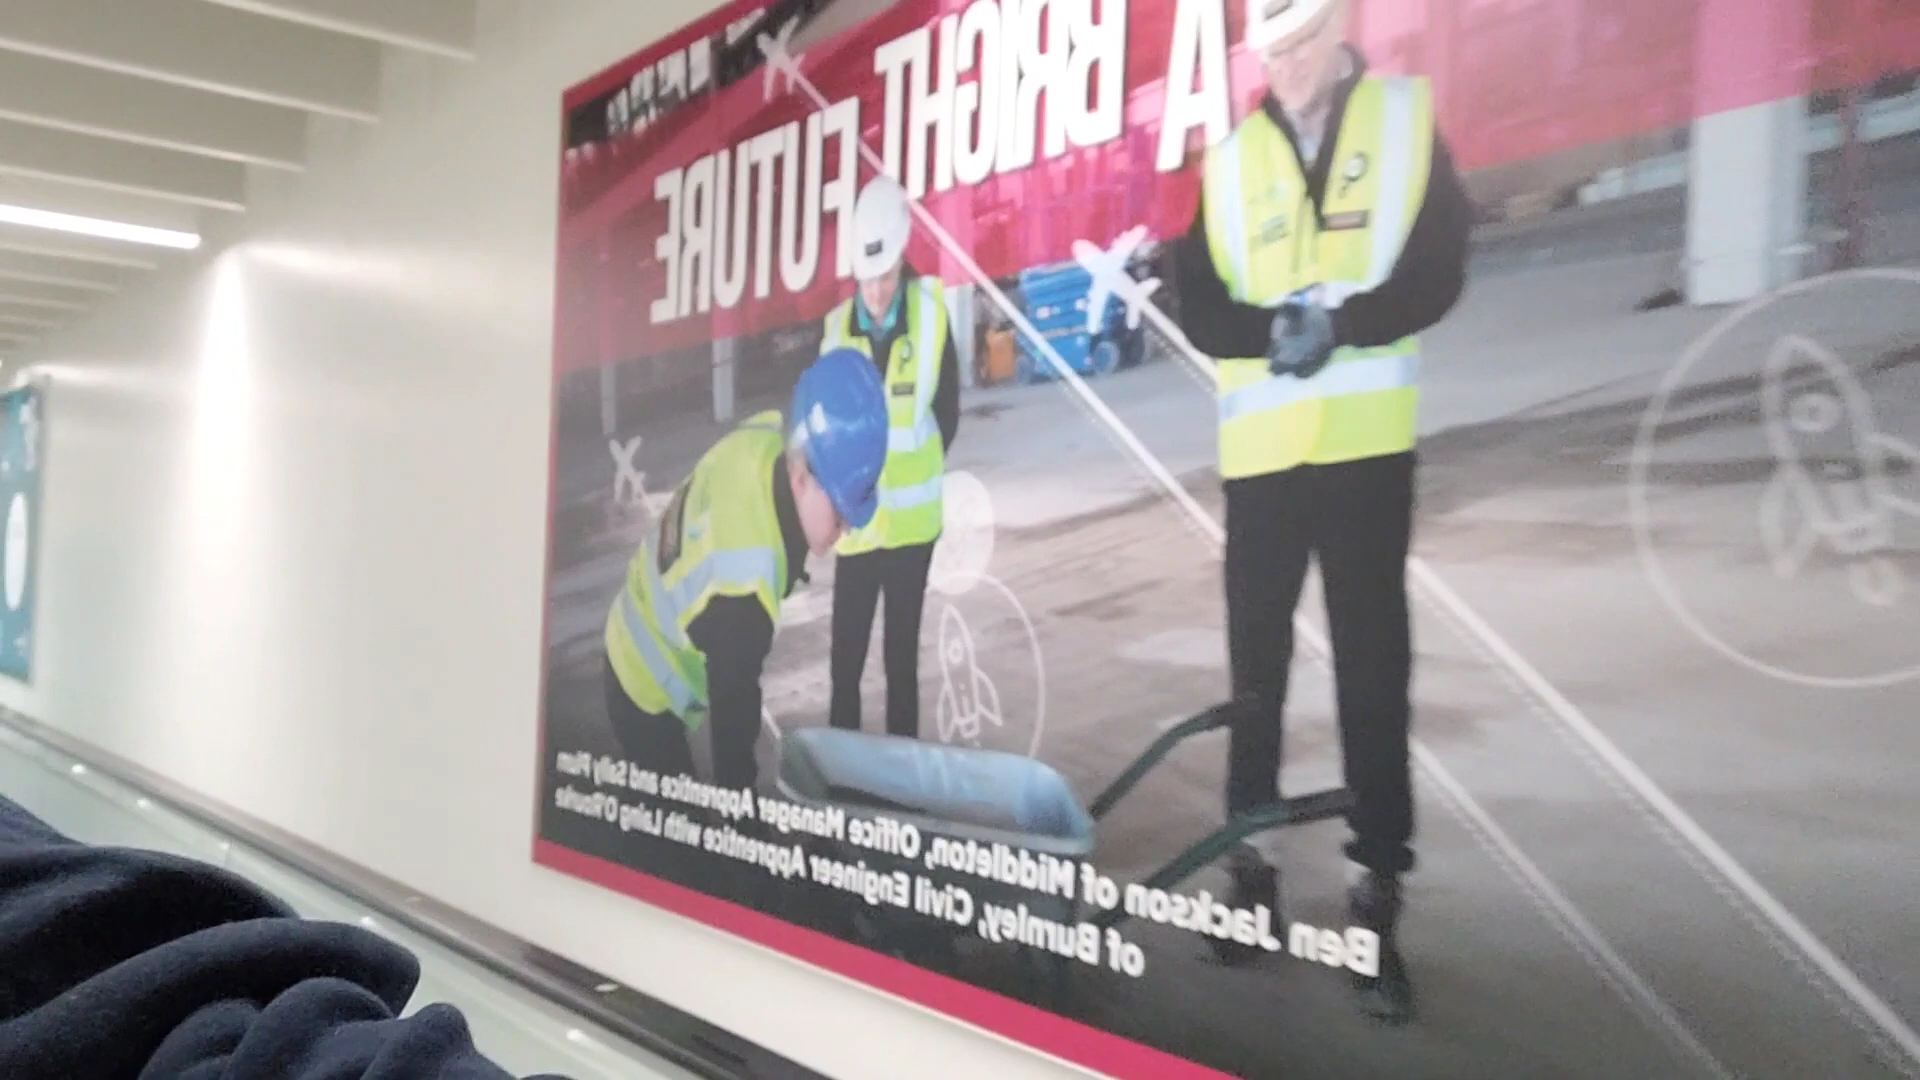 A BRIGHT FUTURE
Ben Jackson of Middleton, Office Manager Apprentice and Sally Plum
of Burnley, Civil Engineer Apprentice with Laing O'Rourke